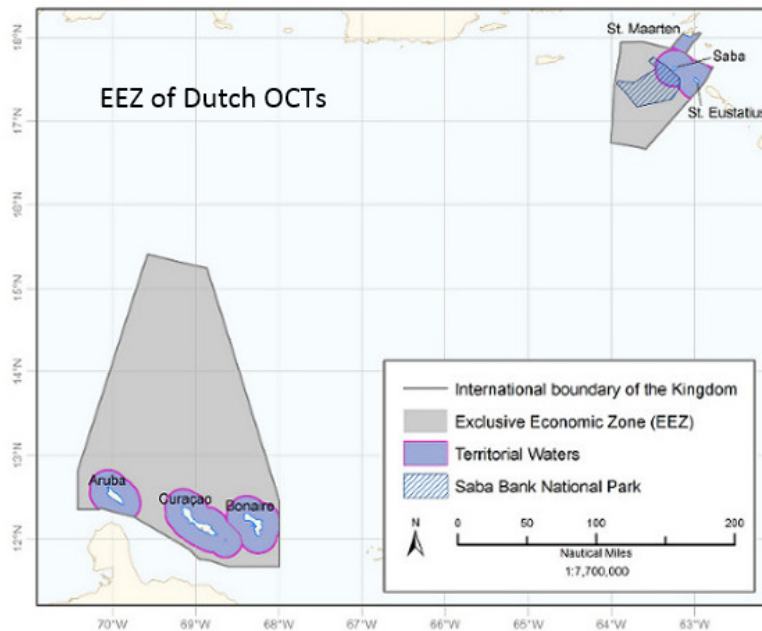 EEZ of Dutch OCTs
St. Maarten
Saba
St. Eustatius
18°N
17°N
16°N
15°N
14°N
13°N
12°N
Aruba
Curaçao
Bonaire
International boundary of the Kingdom
Exclusive Economic Zone (EEZ)
Territorial Waters
Saba Bank National Park
N
0 50 100 200
Nautical Miles
1:7,700,000
70°W 69°W 68°W 67°W 66°W 65°W 64°W 63°W